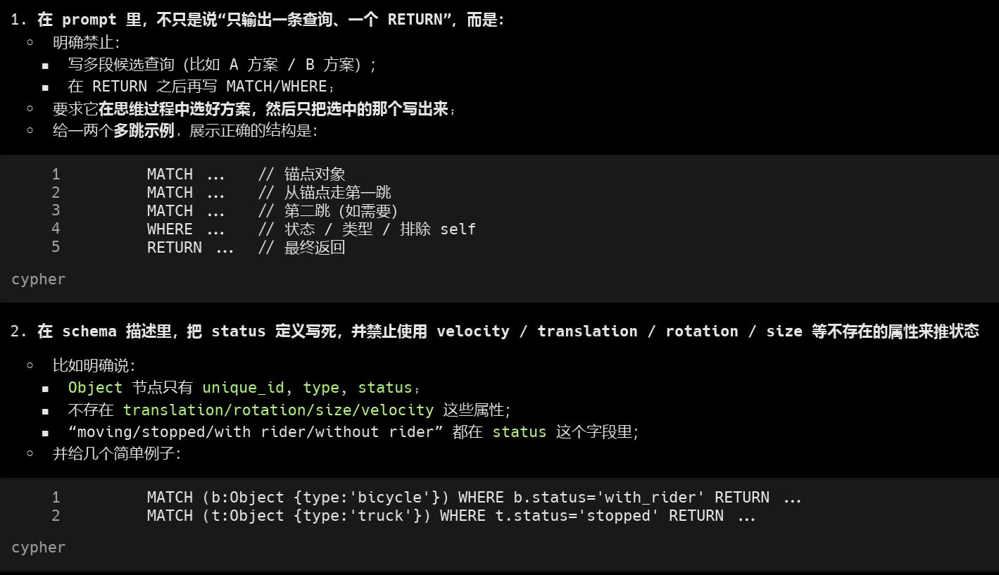 1. 在 prompt 里，不只是说“只输出一条查询、一个 RETURN”，而是：
○ 明确禁止：
■ 写多段候选查询（比如 A 方案 / B 方案）；
■ 在 RETURN 之后再写 MATCH/WHERE；
○ 要求它在思维过程中选好方案，然后只把选中的那个写出来；
○ 给一两个多跳示例，展示正确的结构是：
1 MATCH ... // 锚点对象
2 MATCH ... // 从锚点走第一跳
3 MATCH ... // 第二跳（如需要）
4 WHERE ... // 状态 / 类型 / 排除 self
5 RETURN ... // 最终返回
cypher
2. 在 schema 描述里，把 status 定义写死，并禁止使用 velocity / translation / rotation / size 等不存在的属性来推状态
○ 比如明确说：
■ Object 节点只有 unique_id, type, status；
■ 不存在 translation/rotation/size/velocity 这些属性；
■ “moving/stopped/with rider/without rider” 都在 status 这个字段里；
○ 并给几个简单例子：
1 MATCH (b:Object {type:'bicycle'}) WHERE b.status='with_rider' RETURN ...
2 MATCH (t:Object {type:'truck'}) WHERE t.status='stopped' RETURN ...
cypher